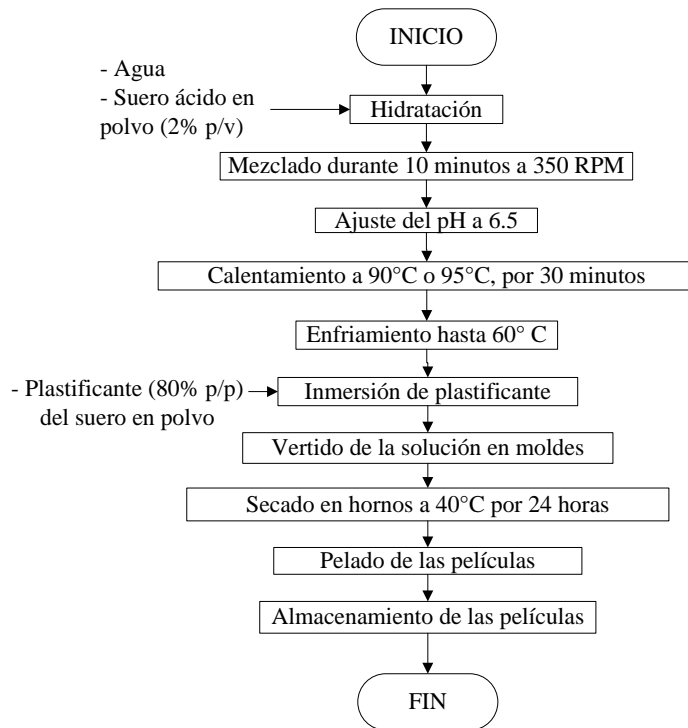 INICIO
- Agua
- Suero ácido en
polvo (2% p/v)
Hidratación
Mezclado durante 10 minutos a 350 RPM
Ajuste del pH a 6.5
Calentamiento a 90°C o 95°C, por 30 minutos
Enfriamiento hasta 60° C
- Plastificante (80% p/p)
del suero en polvo
Inmersión de plastificante
Vertido de la solución en moldes
Secado en hornos a 40°C por 24 horas
Pelado de las películas
Almacenamiento de las películas
FIN